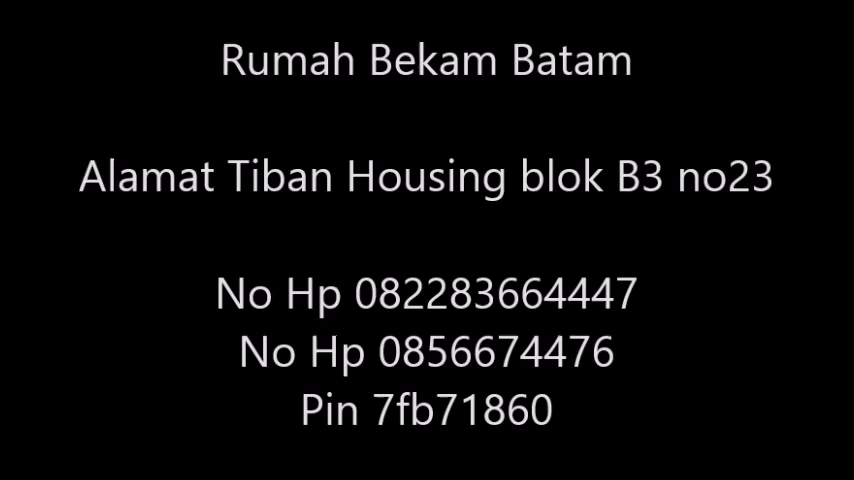 Rumah Bekam Batam
Alamat Tiban Housing blok B3 no23
No Hp 082283664447
No Hp 0856674476
Pin 7fb71860